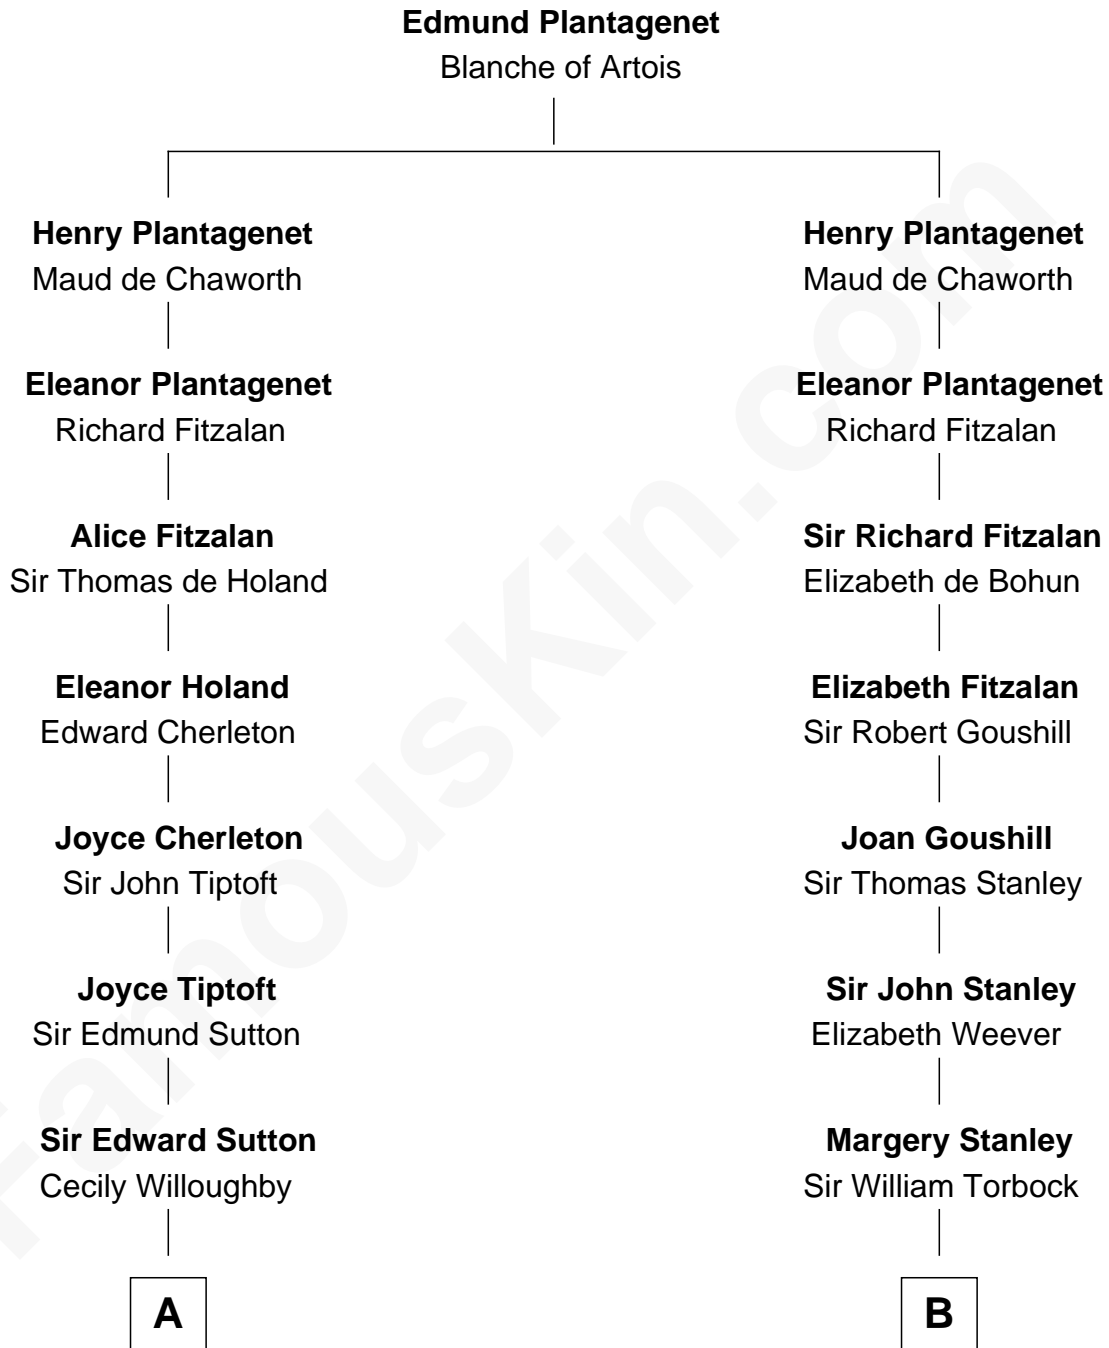 Edmund Plantagenet
Blanche of Artois
Henry Plantagenet
Maud de Chaworth
Eleanor Plantagenet
Richard Fitzalan
Alice Fitzalan
Sir Thomas de Holand
Eleanor Holand
Edward Cherleton
Joyce Cherleton
Sir John Tiptoft
Joyce Tiptoft
Sir Edmund Sutton
Sir Edward Sutton
Cecily Willoughby
A
Henry Plantagenet
Maud de Chaworth
Eleanor Plantagenet
Richard Fitzalan
Sir Richard Fitzalan
Elizabeth de Bohun
Elizabeth Fitzalan
Sir Robert Goushill
Joan Goushill
Sir Thomas Stanley
Sir John Stanley
Elizabeth Weever
Margery Stanley
Sir William Torbock
B
FamousKin.com